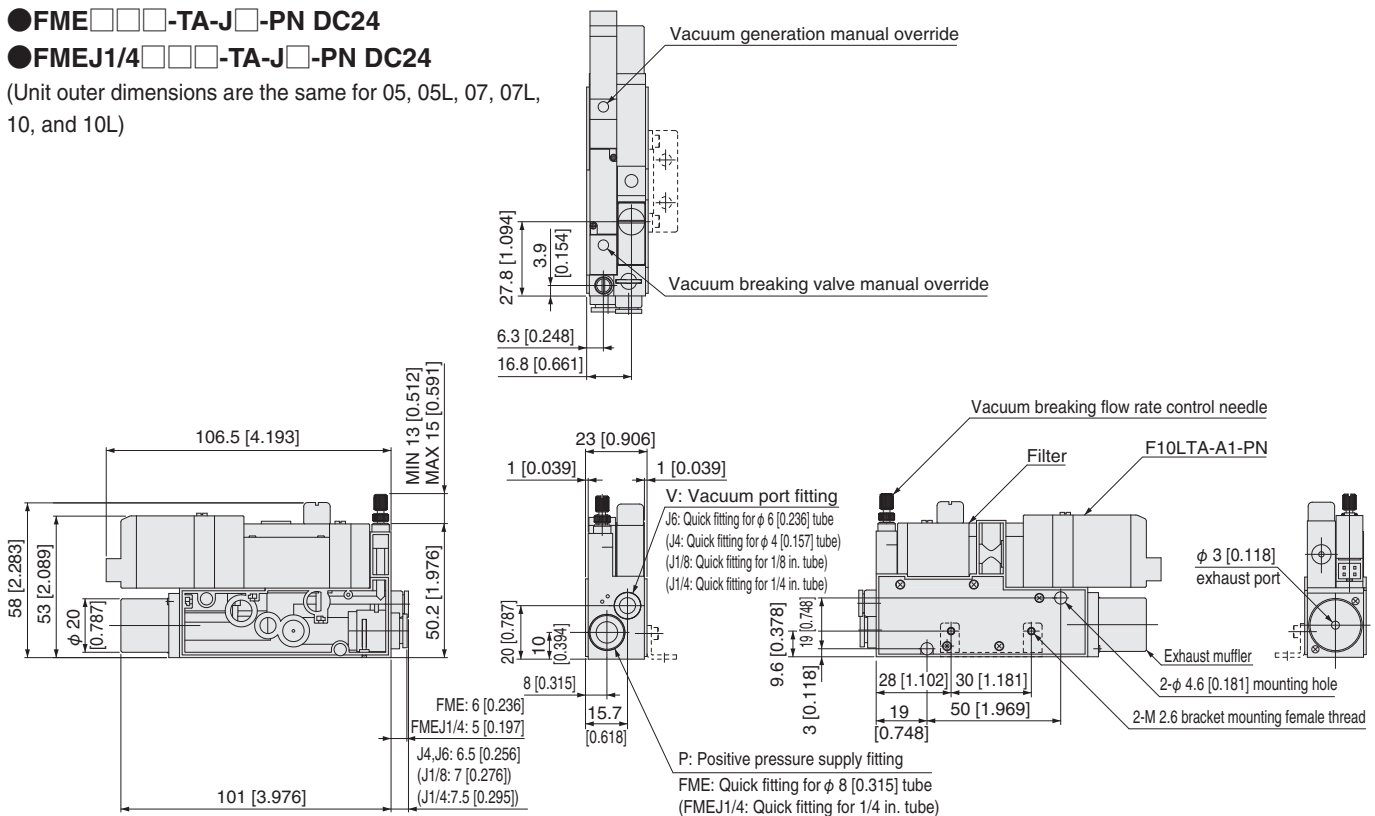 ●FME□□□-TA-J□-PN DC24
●FMEJ1/4□□□-TA-J□-PN DC24
(Unit outer dimensions are the same for 05, 05L, 07, 07L,
10, and 10L)
Vacuum generation manual override
27.8 [1.094]
3.9
[0.154]
Vacuum breaking valve manual override
6.3 [0.248]
16.8 [0.661]
106.5 [4.193]
MIN 13 [0.512]
MAX 15 [0.591]
58 [2.283]
53 [2.089]
φ 20
[0.787]
50.2 [1.976]
FME: 6 [0.236]
FMEJ1/4: 5 [0.197]
J4,J6: 6.5 [0.256]
(J1/8: 7 [0.276])
(J1/4:7.5 [0.295])
101 [3.976]
23 [0.906]
1 [0.039]
1 [0.039]
V: Vacuum port fitting
J6: Quick fitting for φ 6 [0.236] tube
(J4: Quick fitting for φ 4 [0.157] tube)
(J1/8: Quick fitting for 1/8 in. tube)
(J1/4: Quick fitting for 1/4 in. tube)
20 [0.787]
10
[0.394]
8 [0.315]
15.7
[0.618]
P: Positive pressure supply fitting
FME: Quick fitting for φ 8 [0.315] tube
(FMEJ1/4: Quick fitting for 1/4 in. tube)
Vacuum breaking flow rate control needle
Filter
F10LTA-A1-PN
9.6 [0.378]
19 [0.748]
3 [0.118]
28 [1.102]
30 [1.181]
19
[0.748]
50 [1.969]
Exhaust muffler
2-φ 4.6 [0.181] mounting hole
2-M 2.6 bracket mounting female thread
φ 3 [0.118]
exhaust port